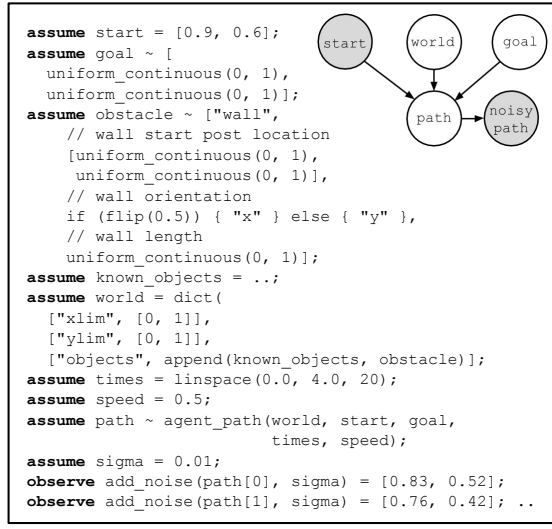 assume start = [0.9, 0.6];
assume goal ~ [
uniform_continuous(0, 1),
uniform_continuous(0, 1)];
assume obstacle ~ ["wall",
// wall start post location
[uniform_continuous(0, 1),
uniform_continuous(0, 1)],
// wall orientation
if (flip(0.5)) { "x" } else { "y" },
// wall length
uniform_continuous(0, 1)];
assume known_objects = ..;
assume world = dict(
["xlim", [0, 1]],
["ylim", [0, 1]],
["objects", append(known_objects, obstacle)];
assume times = linspace(0.0, 4.0, 20);
assume speed = 0.5;
assume path ~ agent_path(world, start, goal,
times, speed);
assume sigma = 0.01;
observe add_noise(path[0], sigma) = [0.83, 0.52];
observe add_noise(path[1], sigma) = [0.76, 0.42]; ..
start
world
goal
path
noisy
path